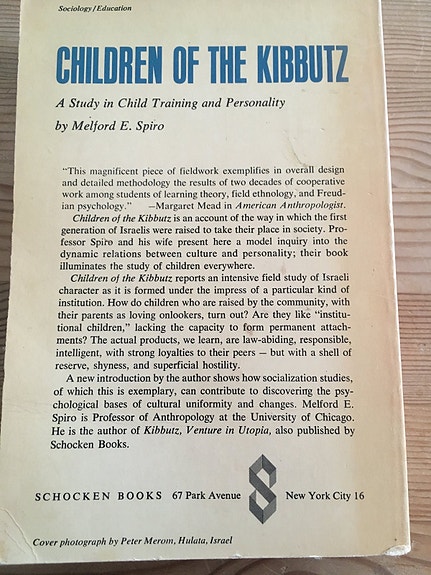 Sociology/Education
CHILDREN OF THE KIBBUTZ
A Study in Child Training and Personality
by Melford E. Spiro
"This magnificent piece of fieldwork exemplifies in overall design
and detailed methodology the results of two decades of cooperative
work among students of learning theory, field ethnology, and Freud-
ian psychology." —Margaret Mead in American Anthropologist.
Children of the Kibbutz is an account of the way in which the first
generation of Israelis were raised to take their place in society. Pro-
fessor Spiro and his wife present here a model inquiry into the
dynamic relations between culture and personality; their book
illuminates the study of children everywhere.
Children of the Kibbutz reports an intensive field study of Israeli
character as it is formed under the impress of a particular kind of
institution. How do children who are raised by the community, with
their parents as loving onlookers, turn out? Are they like "institu-
tional children," lacking the capacity to form permanent attach-
ments? The actual products, we learn, are law-abiding, responsible,
intelligent, with strong loyalties to their peers — but with a shell of
reserve, shyness, and superficial hostility.
A new introduction by the author shows how socialization studies,
of which this is exemplary, can contribute to discovering the psy-
chological bases of cultural uniformity and changes. Melford E.
Spiro is Professor of Anthropology at the University of Chicago.
He is the author of Kibbutz, Venture in Utopia, also published by
Schocken Books.
SCHOCKEN BOOKS 67 Park Avenue S New York City 16
Cover photograph by Peter Merom, Hulata, Israel